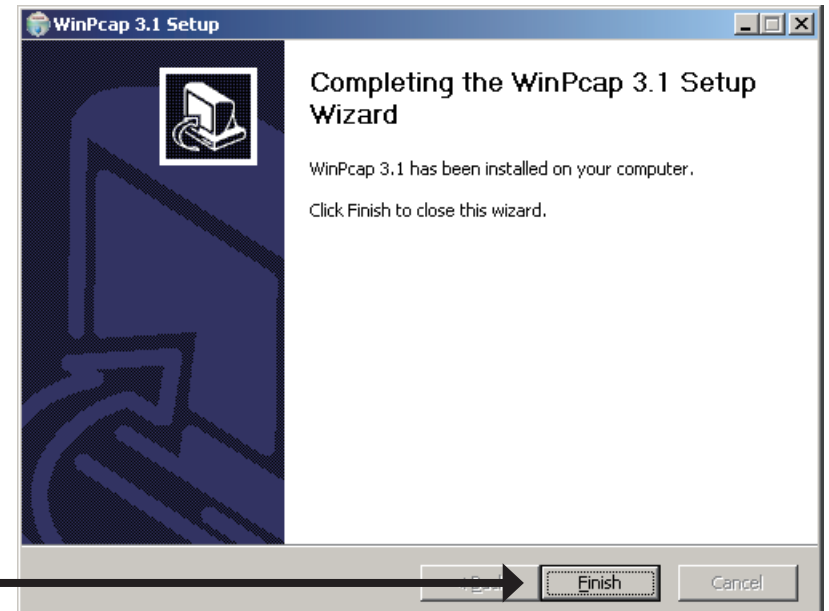 WinPcap 3.1 Setup
Completing the WinPcap 3.1 Setup
Wizard
WinPcap 3.1 has been installed on your computer.
Click Finish to close this wizard.
Finish
Cancel